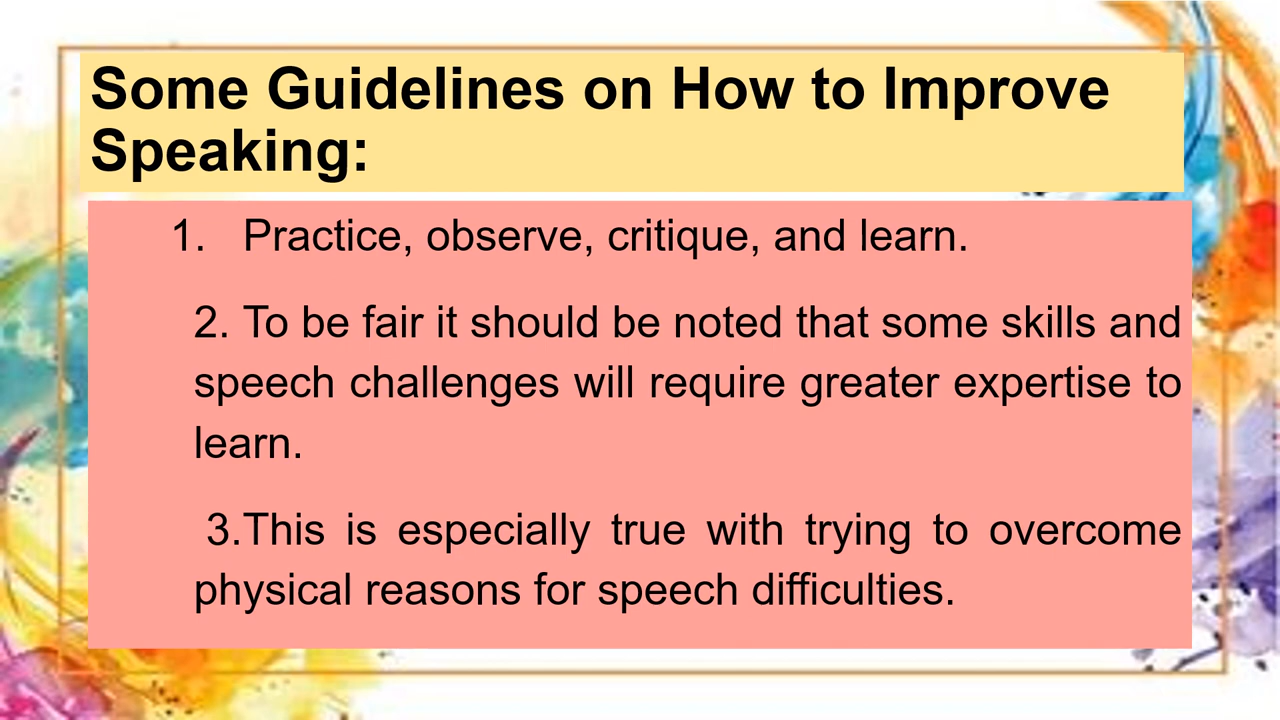 Some Guidelines on How to Improve
Speaking:
1. Practice, observe, critique, and learn.
2. To be fair it should be noted that some skills and
speech challenges will require greater expertise to
learn.
3.This is especially true with trying to overcome
physical reasons for speech difficulties.